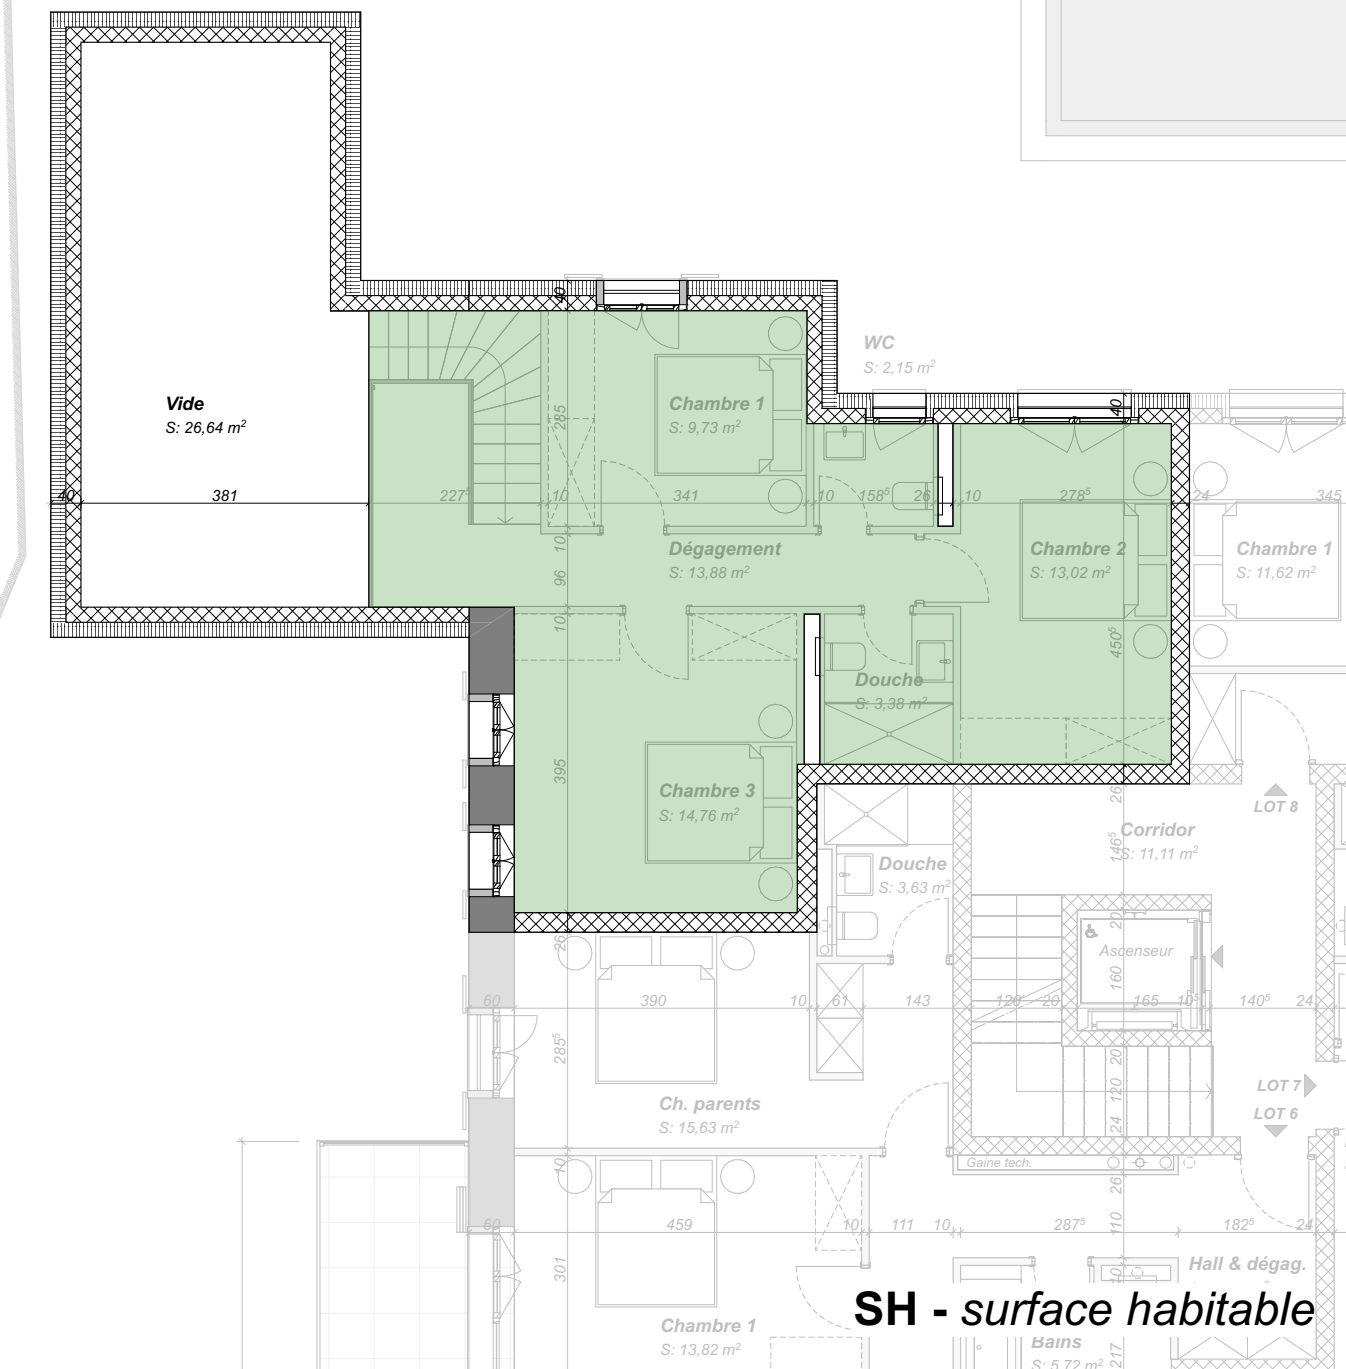 40
WC
S: 2,15 m²
40
Vide
S: 26,64 m²
285
Chambre 1
S: 9,73 m²
40
381
227⁵
10
341
10
158⁵
26
10
278⁵
24
345
10
Dégagement
S: 13,88 m²
Chambre 2
S: 13,02 m²
Chambre 1
S: 11,62 m²
96
10
450⁵
Douche
S: 3,38 m²
395
Chambre 3
S: 14,76 m²
26
LOT 8
146⁵
Corridor
S: 11,11 m²
Douche
S: 3,63 m²
20
26
Ascenseur
160
60
390
10
61
143
120
20
165
10⁵
140⁵
24
285⁵
20
120
LOT 7
Ch. parents
S: 15,63 m²
LOT 6
24
10
Gaine tech.
26
60
459
10
111
10
287⁵
110
182⁵
24
301
10
Hall & dégag.
SH - surface habitable
Chambre 1
S: 13,82 m²
Bains
S: 5,72 m²
217